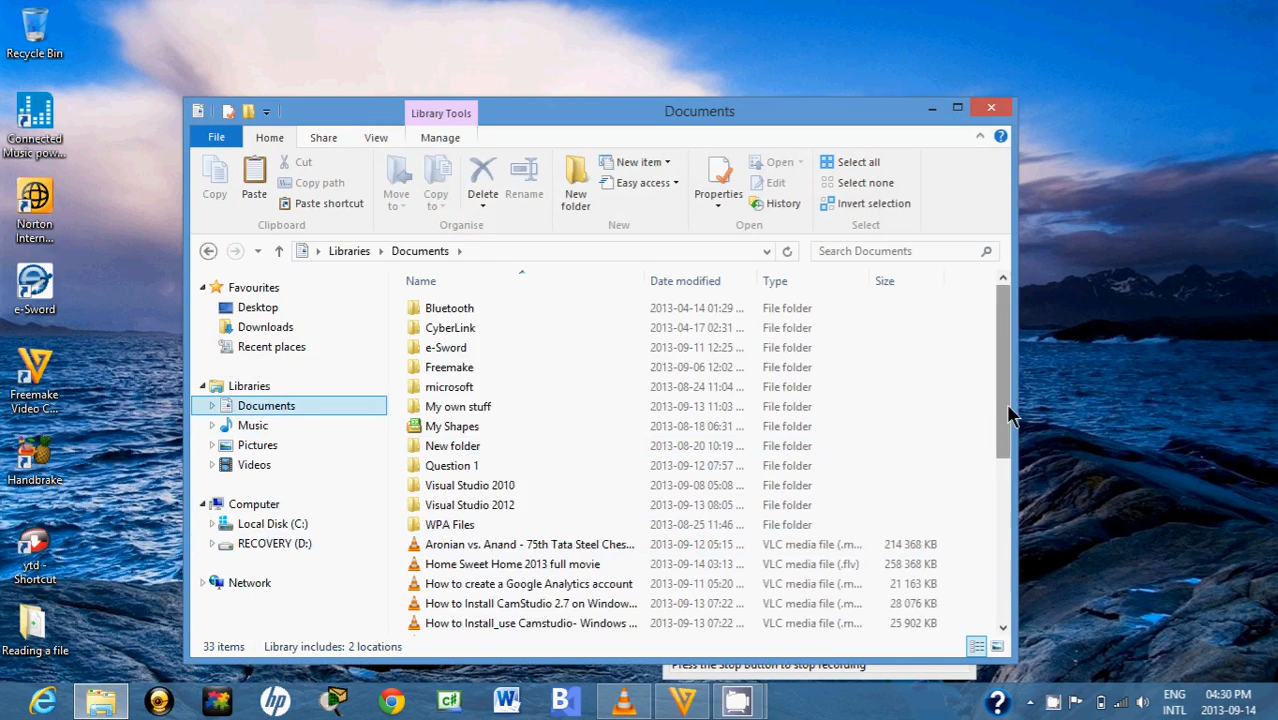 Recycle Bin
Connected
Music pow...
Norton
Intern...
e-Sword
Freemake
Video C...
Handbrake
ytd -
Shortcut
Reading a file
Library Tools
Documents
File Home Share View Manage
Copy
Paste
Cut
Copy path
Paste shortcut
Clipboard
Move
to
Copy
to
Delete
Rename
Organise
New
folder
New item
Easy access
New
Properties
Open
Edit
History
Open
Select all
Select none
Invert selection
Select
Libraries Documents
Search Documents
Favourites
Desktop
Downloads
Recent places
Libraries
Documents
Music
Pictures
Videos
Computer
Local Disk (C:)
RECOVERY (D:)
Network
Name Date modified Type Size
Bluetooth 2013-04-14 01:29 ... File folder
CyberLink 2013-04-17 02:31 ... File folder
e-Sword 2013-09-11 12:25 ... File folder
Freemake 2013-09-06 12:02 ... File folder
microsoft 2013-08-24 11:04 ... File folder
My own stuff 2013-09-13 11:03 ... File folder
My Shapes 2013-08-18 06:31 ... File folder
New folder 2013-08-20 10:19 ... File folder
Question 1 2013-09-12 07:57 ... File folder
Visual Studio 2010 2013-09-08 05:08 ... File folder
Visual Studio 2012 2013-09-13 08:05 ... File folder
WPA Files 2013-08-25 11:46 ... File folder
Aronian vs. Anand - 75th Tata Steel Ches... 2013-09-12 05:15 ... VLC media file (.m... 214 368 KB
Home Sweet Home 2013 full movie 2013-09-14 03:13 ... VLC media file (.flv) 258 368 KB
How to create a Google Analytics account 2013-09-11 05:20 ... VLC media file (.m... 21 163 KB
How to Install CamStudio 2.7 on Window... 2013-09-13 07:22 ... VLC media file (.m... 28 076 KB
How to Install_use Camstudio- Windows ... 2013-09-13 07:22 ... VLC media file (.m... 25 902 KB
33 items Library includes: 2 locations
Press the Stop button to stop recording
ENG
INTL
04:30 PM
2013-09-14